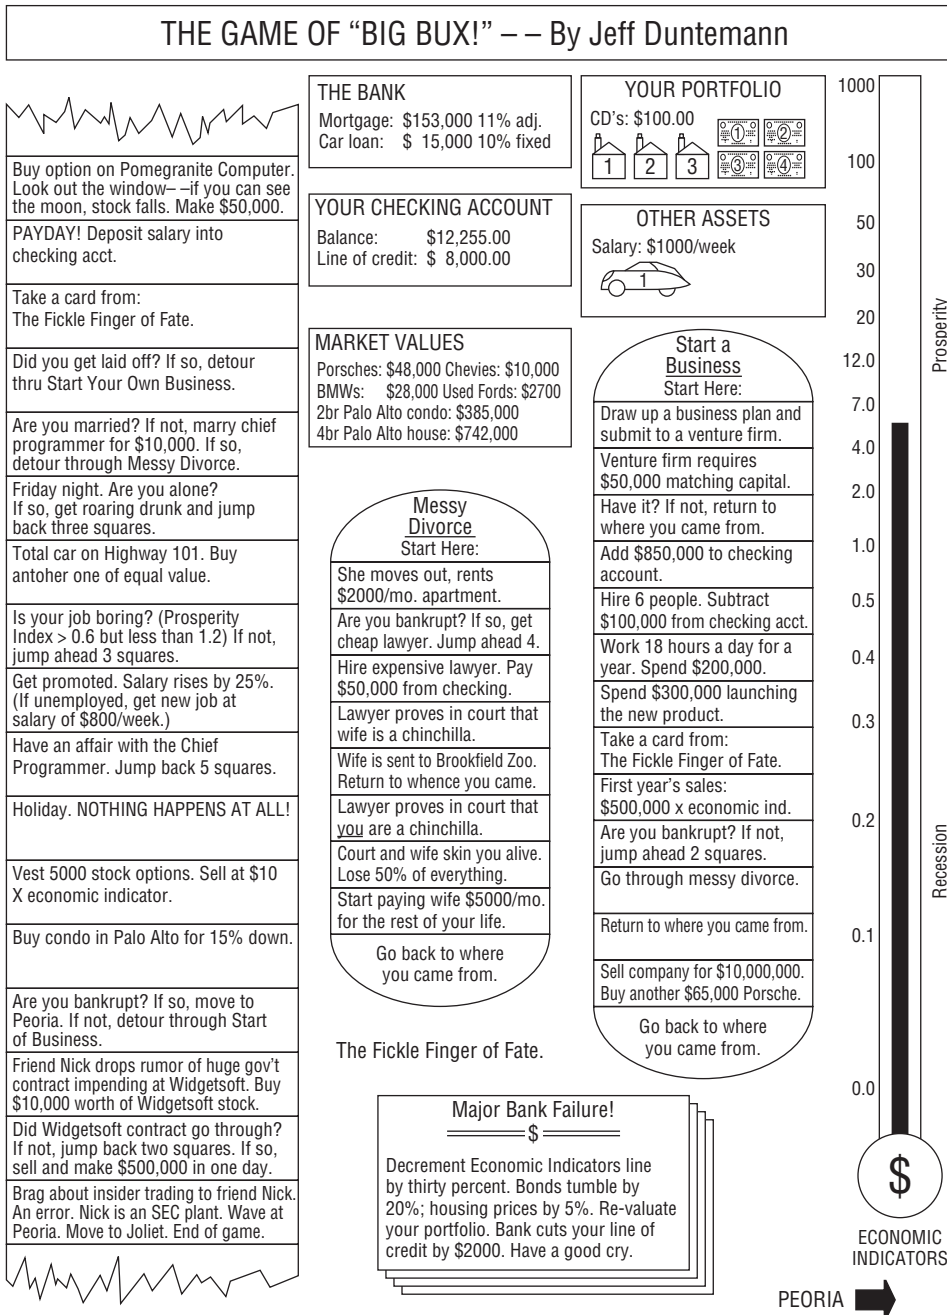 THE GAME OF “BIG BUX!” – – By Jeff Duntemann
Buy option on Pomegranite Computer.
Look out the window– –if you can see
the moon, stock falls. Make $50,000.
PAYDAY! Deposit salary into
checking acct.
Take a card from:
The Fickle Finger of Fate.
Did you get laid off? If so, detour
thru Start Your Own Business.
Are you married? If not, marry chief
programmer for $10,000. If so,
detour through Messy Divorce.
Friday night. Are you alone?
If so, get roaring drunk and jump
back three squares.
Total car on Highway 101. Buy
antoher one of equal value.
Is your job boring? (Prosperity
Index > 0.6 but less than 1.2) If not,
jump ahead 3 squares.
Get promoted. Salary rises by 25%.
(If unemployed, get new job at
salary of $800/week.)
Have an affair with the Chief
Programmer. Jump back 5 squares.
Holiday. NOTHING HAPPENS AT ALL!
Vest 5000 stock options. Sell at $10
X economic indicator.
Buy condo in Palo Alto for 15% down.
Are you bankrupt? If so, move to
Peoria. If not, detour through Start
of Business.
Friend Nick drops rumor of huge gov’t
contract impending at Widgetsoft. Buy
$10,000 worth of Widgetsoft stock.
Did Widgetsoft contract go through?
If not, jump back two squares. If so,
sell and make $500,000 in one day.
Brag about insider trading to friend Nick.
An error. Nick is an SEC plant. Wave at
Peoria. Move to Joliet. End of game.
THE BANK
Mortgage: $153,000 11% adj.
Car loan: $ 15,000 10% fixed
YOUR CHECKING ACCOUNT
Balance: $12,255.00
Line of credit: $ 8,000.00
MARKET VALUES
Porsches: $48,000 Chevies: $10,000
BMWs: $28,000 Used Fords: $2700
2br Palo Alto condo: $385,000
4br Palo Alto house: $742,000
YOUR PORTFOLIO
CD’s: $100.00
1 2
1 2 3
3 4
OTHER ASSETS
Salary: $1000/week
1
Messy
Divorce
Start Here:
She moves out, rents
$2000/mo. apartment.
Are you bankrupt? If so, get
cheap lawyer. Jump ahead 4.
Hire expensive lawyer. Pay
$50,000 from checking.
Lawyer proves in court that
wife is a chinchilla.
Wife is sent to Brookfield Zoo.
Return to whence you came.
Lawyer proves in court that
you are a chinchilla.
Court and wife skin you alive.
Lose 50% of everything.
Start paying wife $5000/mo.
for the rest of your life.
Go back to where
you came from.
Start a
Business
Start Here:
Draw up a business plan and
submit to a venture firm.
Venture firm requires
$50,000 matching capital.
Have it? If not, return to
where you came from.
Add $850,000 to checking
account.
Hire 6 people. Subtract
$100,000 from checking acct.
Work 18 hours a day for a
year. Spend $200,000.
Spend $300,000 launching
the new product.
Take a card from:
The Fickle Finger of Fate.
First year’s sales:
$500,000 x economic ind.
Are you bankrupt? If not,
jump ahead 2 squares.
Go through messy divorce.
Return to where you came from.
Sell company for $10,000,000.
Buy another $65,000 Porsche.
Go back to where
you came from.
The Fickle Finger of Fate.
Major Bank Failure!
$
Decrement Economic Indicators line
by thirty percent. Bonds tumble by
20%; housing prices by 5%. Re-valuate
your portfolio. Bank cuts your line of
credit by $2000. Have a good cry.
1000
100
50
30
20
12.0
7.0
4.0
2.0
1.0
0.5
0.4
0.3
0.2
0.1
0.0
Prosperity
Recession
$
ECONOMIC
INDICATORS
PEORIA